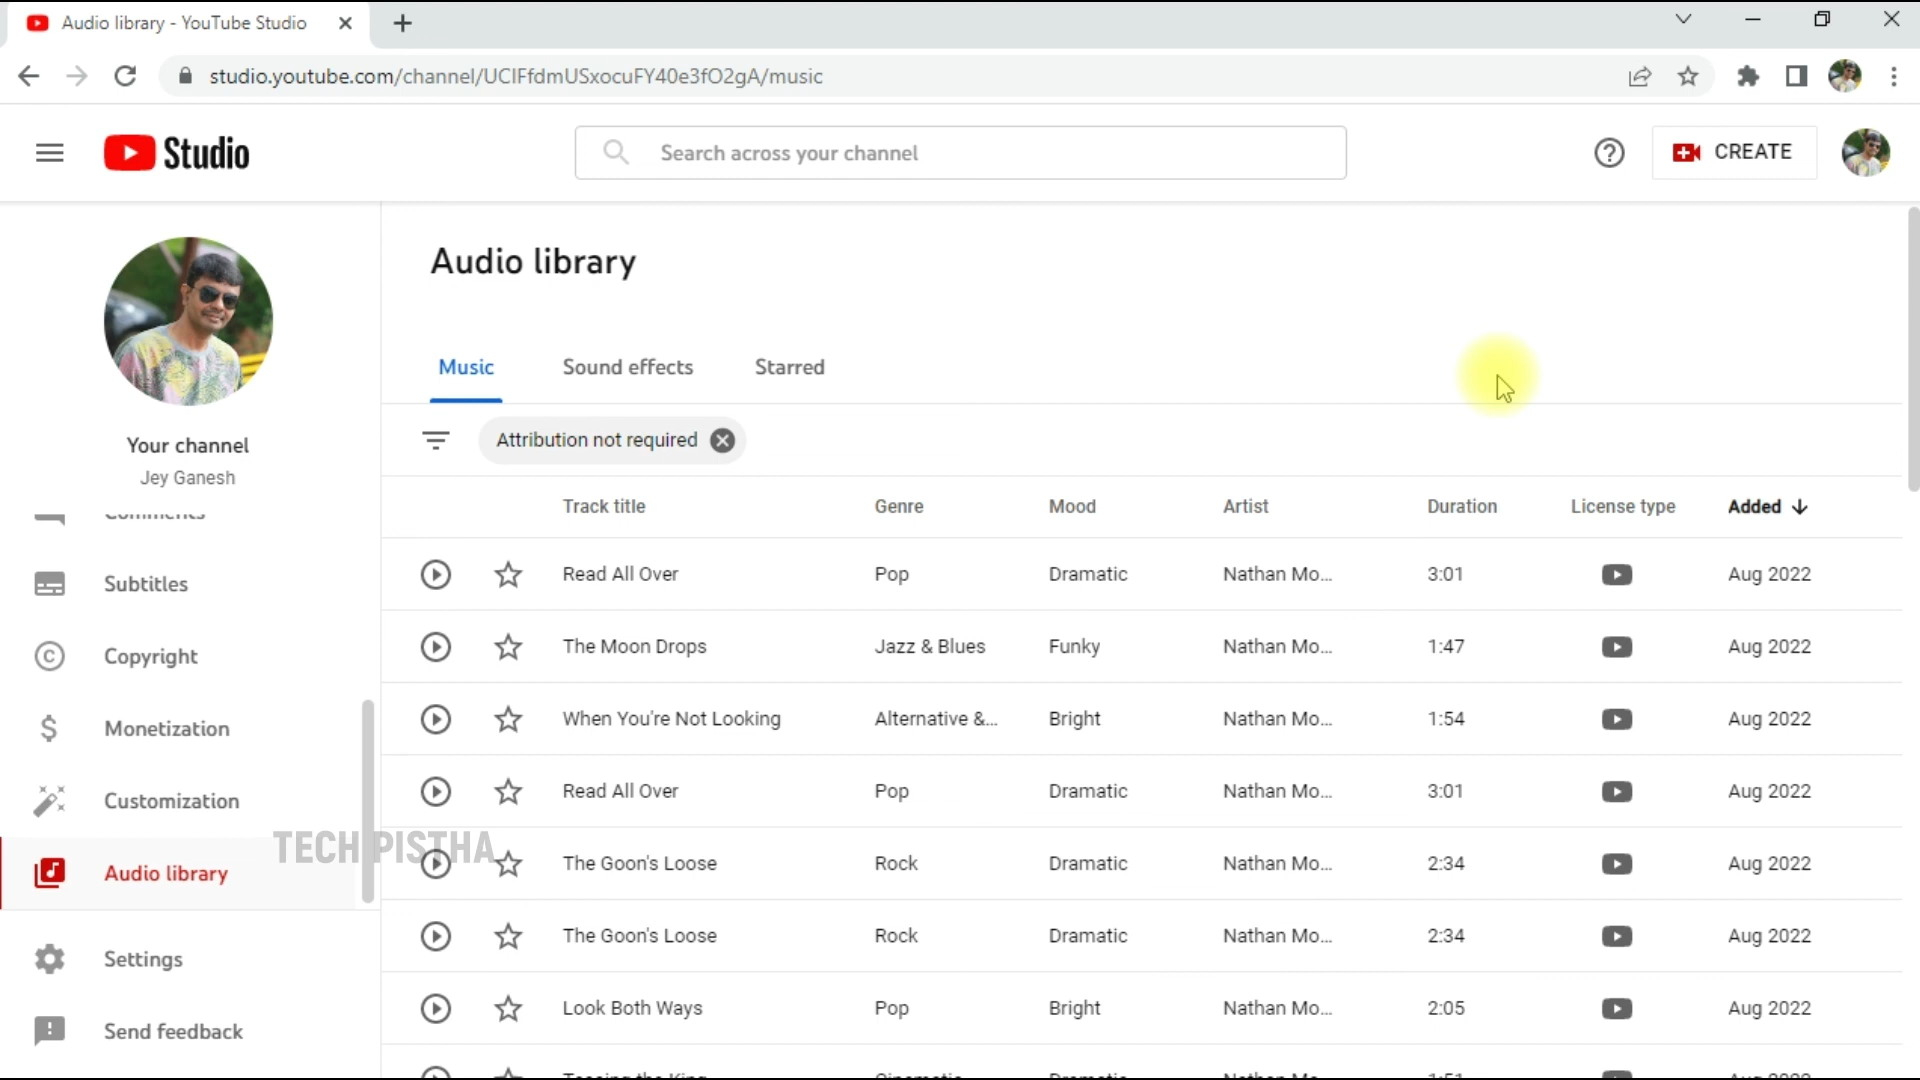 Audio library - YouTube Studio
studio.youtube.com/channel/UCIFfdmUSxocuFY40e3fO2gA/music
Studio
Search across your channel
CREATE
Your channel
Jey Ganesh
Comments
Subtitles
Copyright
Monetization
Customization
Audio library
Settings
Send feedback
TECH PISTHA
Audio library
Music Sound effects Starred
Attribution not required
Track title Genre Mood Artist Duration License type Added
Read All Over Pop Dramatic Nathan Mo... 3:01 Aug 2022
The Moon Drops Jazz & Blues Funky Nathan Mo... 1:47 Aug 2022
When You're Not Looking Alternative &... Bright Nathan Mo... 1:54 Aug 2022
Read All Over Pop Dramatic Nathan Mo... 3:01 Aug 2022
The Goon's Loose Rock Dramatic Nathan Mo... 2:34 Aug 2022
The Goon's Loose Rock Dramatic Nathan Mo... 2:34 Aug 2022
Look Both Ways Pop Bright Nathan Mo... 2:05 Aug 2022